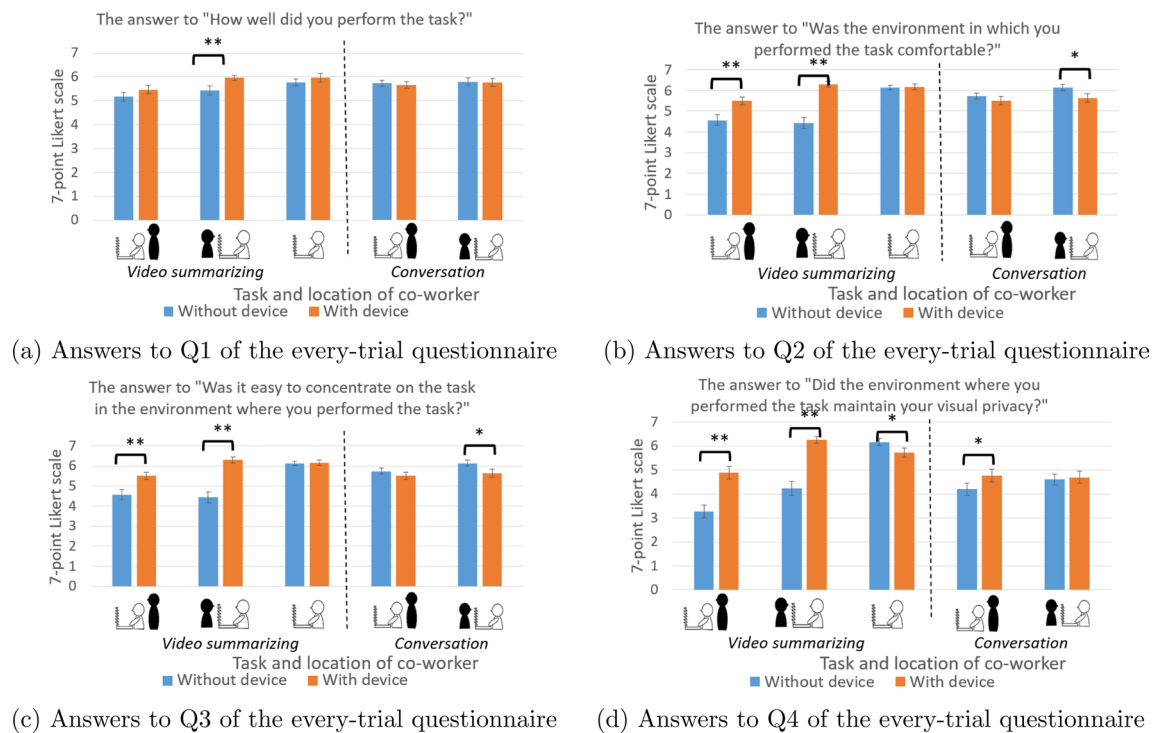 The answer to "How well did you perform the task?"
**
7-point Likert scale
7
6
5
4
3
2
1
0
Video summarizing
Conversation
Task and location of co-worker
Without device
With device
(a) Answers to Q1 of the every-trial questionnaire
The answer to "Was the environment in which you
performed the task comfortable?"
**
**
*
7-point Likert scale
7
6
5
4
3
2
1
0
Video summarizing
Conversation
Task and location of co-worker
Without device
With device
(b) Answers to Q2 of the every-trial questionnaire
The answer to "Was it easy to concentrate on the task
in the environment where you performed the task?"
**
**
*
7-point Likert scale
7
6
5
4
3
2
1
0
Video summarizing
Conversation
Task and location of co-worker
Without device
With device
(c) Answers to Q3 of the every-trial questionnaire
The answer to "Did the environment where you
performed the task maintain your visual privacy?"
**
**
*
*
7-point Likert scale
7
6
5
4
3
2
1
0
Video summarizing
Conversation
Task and location of co-worker
Without device
With device
(d) Answers to Q4 of the every-trial questionnaire